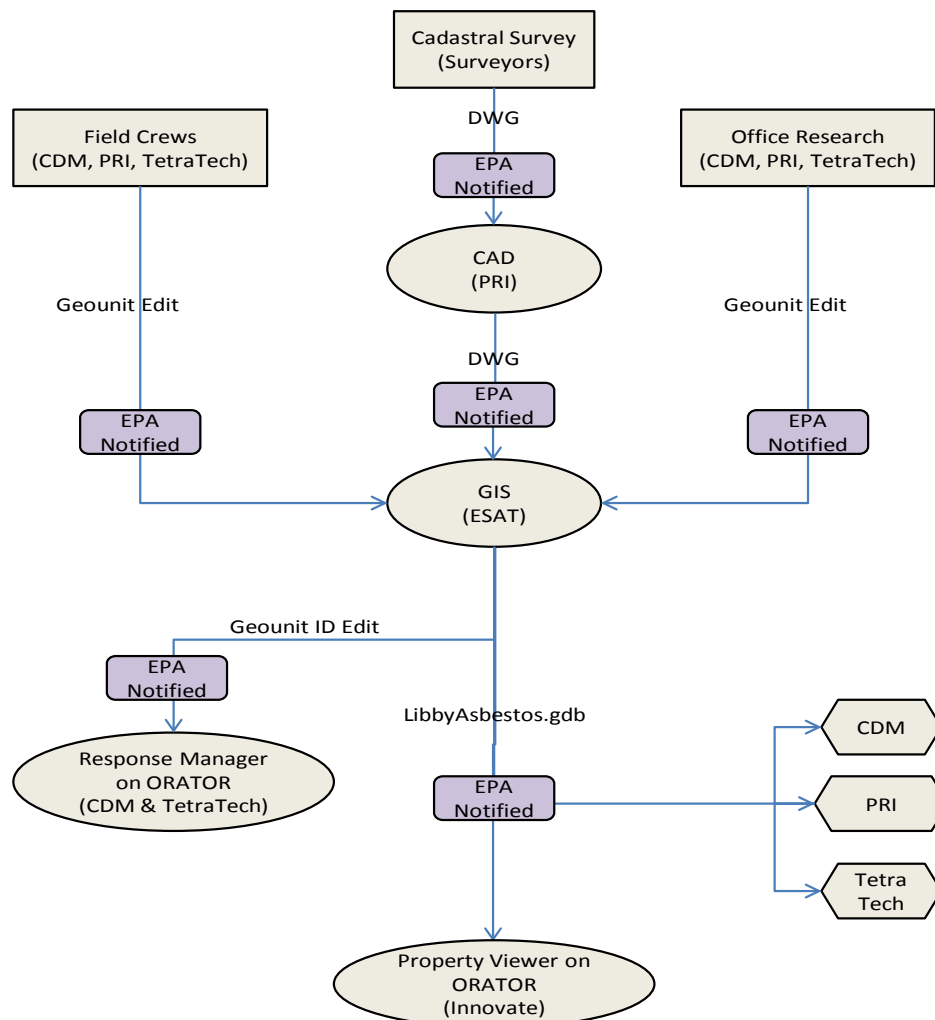 Cadastral Survey
(Surveyors)
DWG
Field Crews
(CDM, PRI, TetraTech)
Office Research
(CDM, PRI, TetraTech)
EPA
Notified
CAD
(PRI)
Geounit Edit
Geounit Edit
DWG
EPA
Notified
EPA
Notified
EPA
Notified
GIS
(ESAT)
Geounit ID Edit
EPA
Notified
LibbyAsbestos.gdb
Response Manager
on ORATOR
(CDM & TetraTech)
EPA
Notified
CDM
PRI
Tetra
Tech
Property Viewer on
ORATOR
(Innovate)